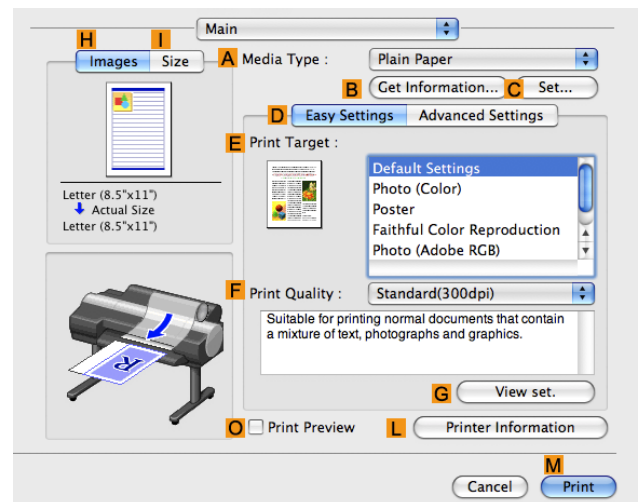 Main
H I
Images Size
A Media Type : Plain Paper
B Get Information... C Set...
D Easy Settings Advanced Settings
E Print Target :
Default Settings
Photo (Color)
Poster
Faithful Color Reproduction
Photo (Adobe RGB)
Letter (8.5"x11")
Actual Size
Letter (8.5"x11")
R
F Print Quality : Standard(300dpi)
Suitable for printing normal documents that contain
a mixture of text, photographs and graphics.
G View set.
O Print Preview L Printer Information
M
Cancel Print